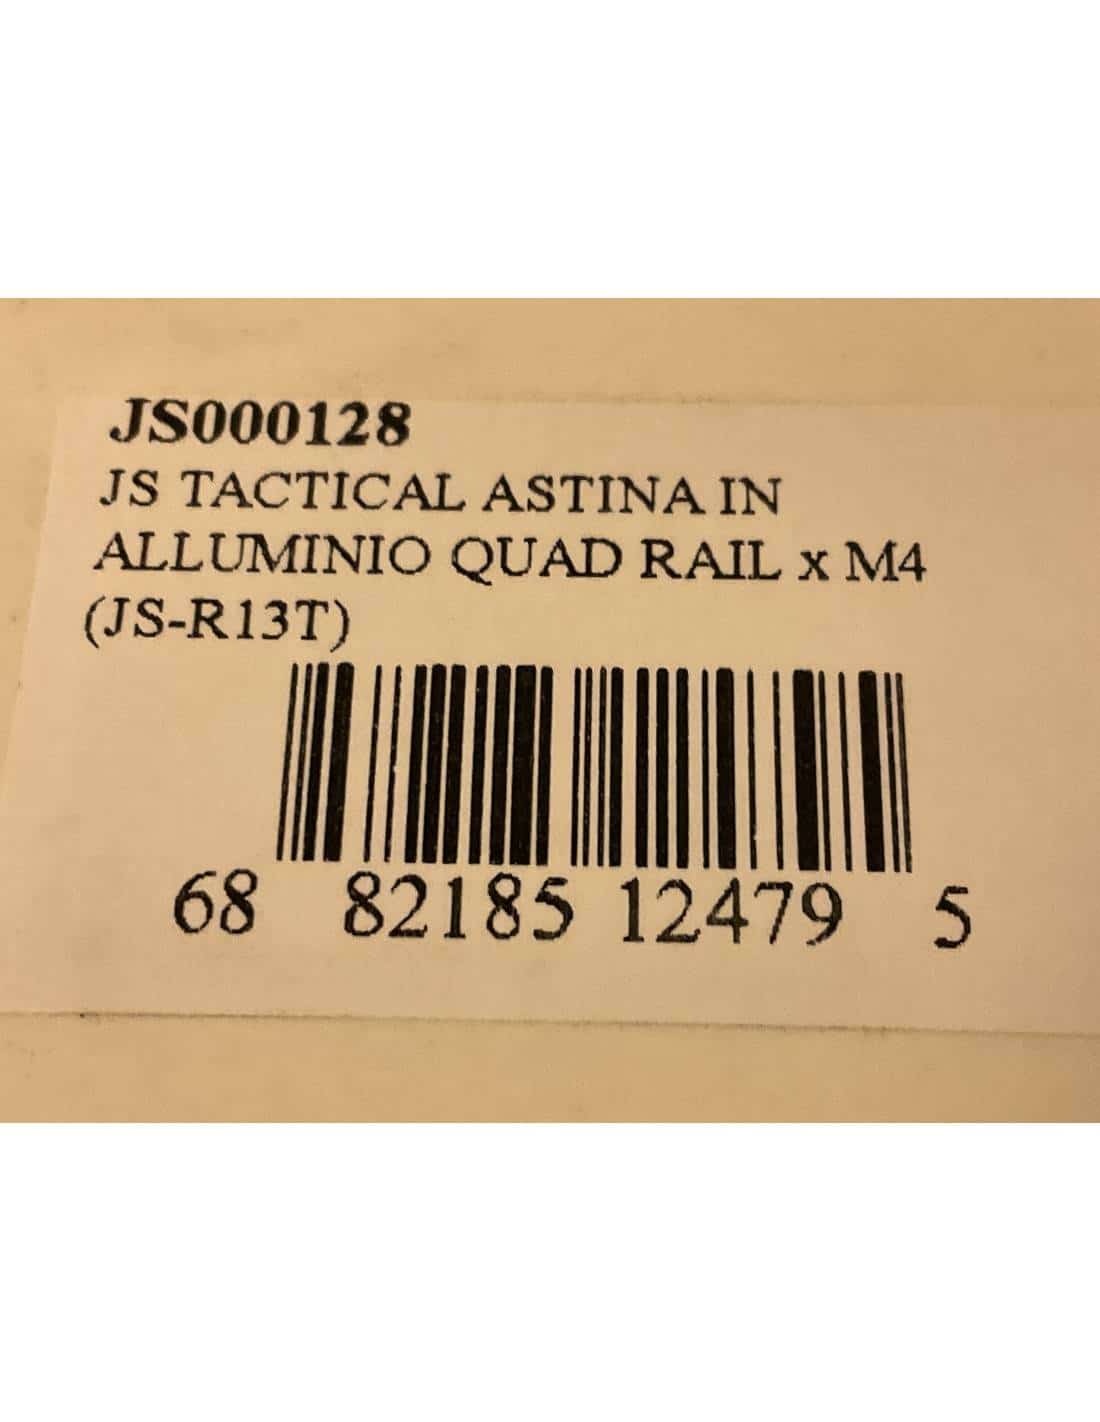 JS000128
JS TACTICAL ASTINA IN
ALLUMINIO QUAD RAIL x M4
(JS-R13T)
68 82185 12479 5